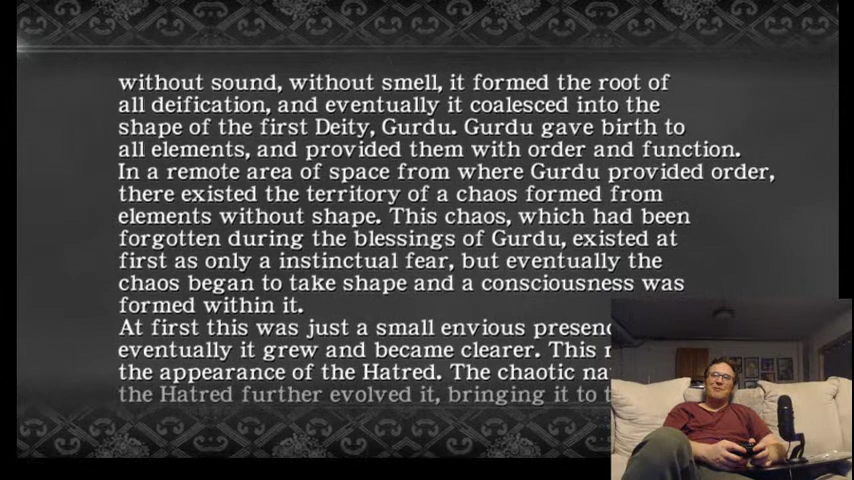 without sound, without smell, it formed the root of
all deification, and eventually it coalesced into the
shape of the first Deity, Gurdu. Gurdu gave birth to
all elements, and provided them with order and function.
In a remote area of space from where Gurdu provided order,
there existed the territory of a chaos formed from
elements without shape. This chaos, which had been
forgotten during the blessings of Gurdu, existed at
first as only a instinctual fear, but eventually the
chaos began to take shape and a consciousness was
formed within it.
At first this was just a small envious
eventually it grew and became clearer. This
the appearance of the Hatred. The chaotic
the Hatred further evolved it, bringing it to